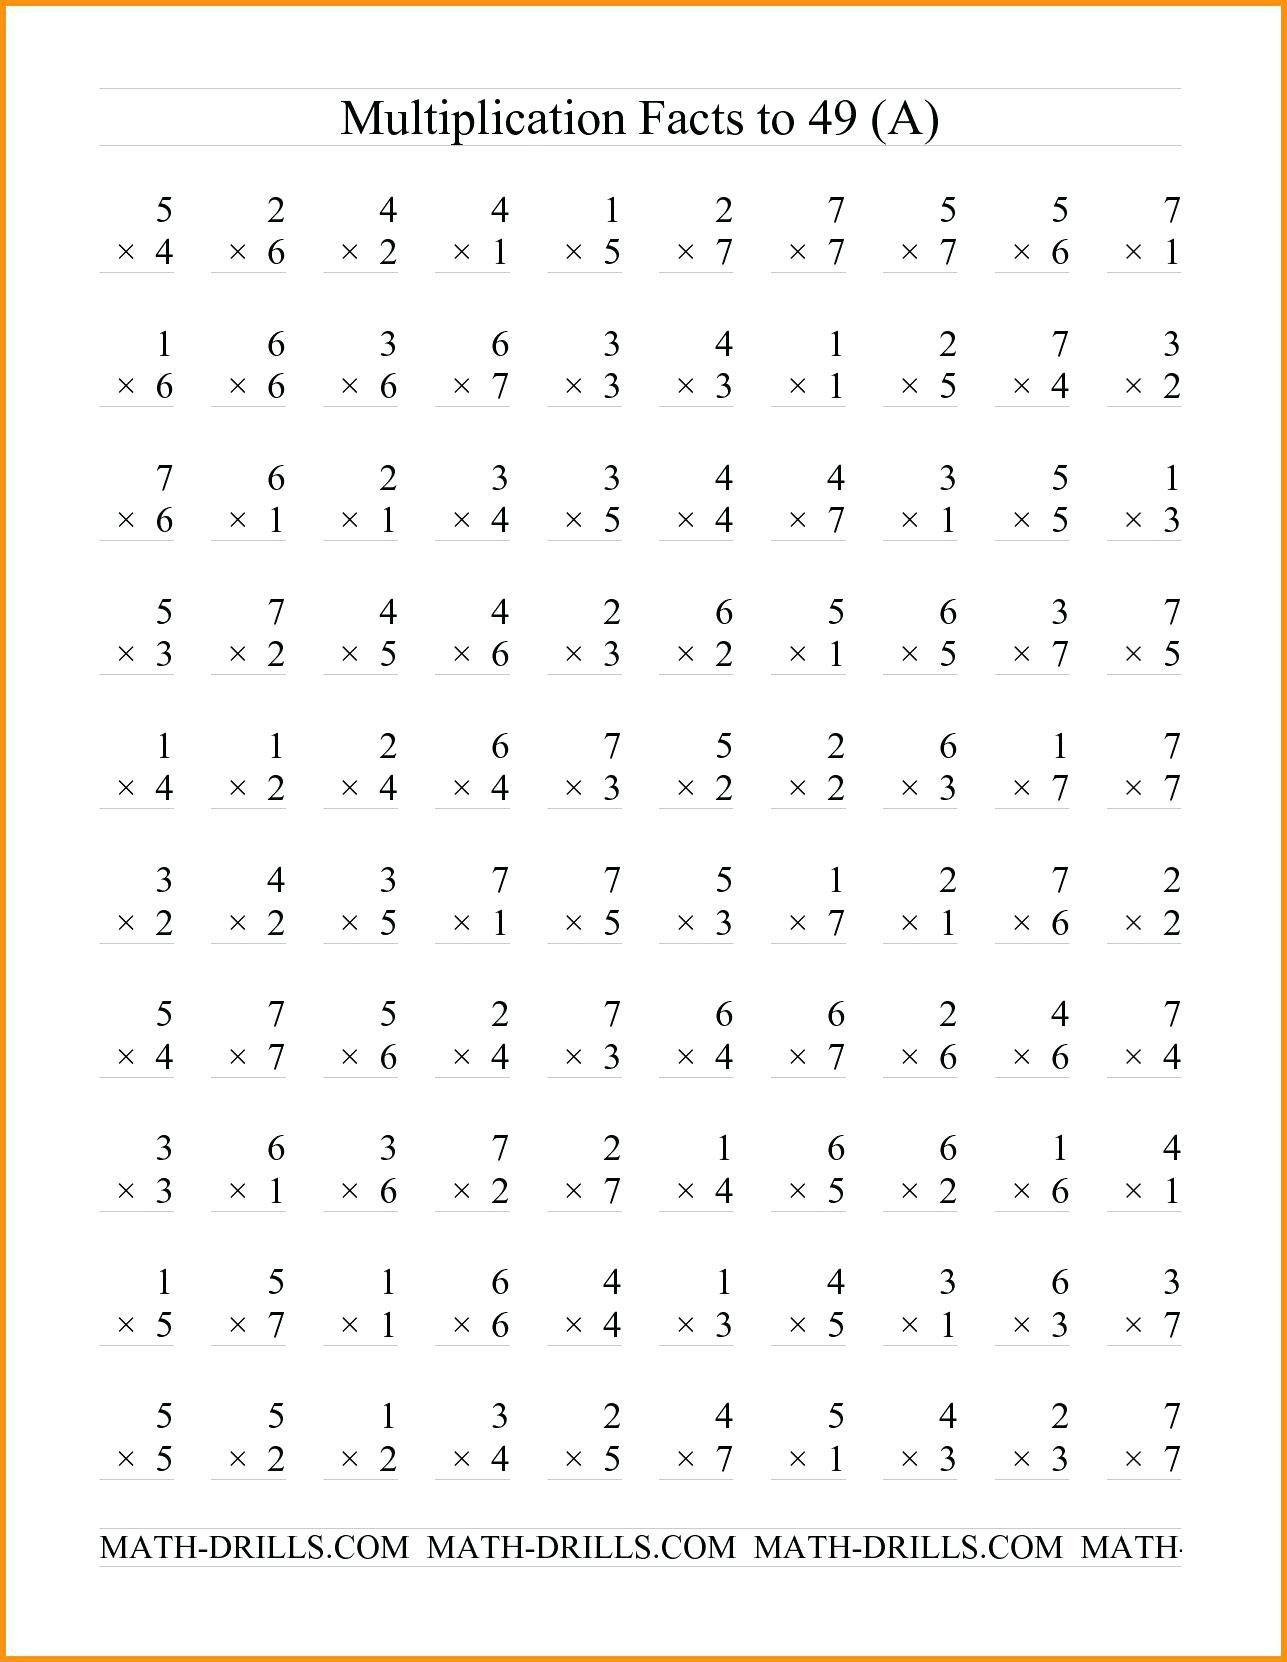 Multiplication Facts to 49 (A)
5 2 4 4 1 2 7 5 5 7
× 4 × 6 × 2 × 1 × 5 × 7 × 7 × 7 × 6 × 1
1 6 3 6 3 4 1 2 7 3
× 6 × 6 × 6 × 7 × 3 × 3 × 1 × 5 × 4 × 2
7 6 2 3 3 4 4 3 5 1
× 6 × 1 × 1 × 4 × 5 × 4 × 7 × 1 × 5 × 3
5 7 4 4 2 6 5 6 3 7
× 3 × 2 × 5 × 6 × 3 × 2 × 1 × 5 × 7 × 5
1 1 2 6 7 5 2 6 1 7
× 4 × 2 × 4 × 4 × 3 × 2 × 2 × 3 × 7 × 7
3 4 3 7 7 5 1 2 7 2
× 2 × 2 × 5 × 1 × 5 × 3 × 7 × 1 × 6 × 2
5 7 5 2 7 6 6 2 4 7
× 4 × 7 × 6 × 4 × 3 × 4 × 7 × 6 × 6 × 4
3 6 3 7 2 1 6 6 1 4
× 3 × 1 × 6 × 2 × 7 × 4 × 5 × 2 × 6 × 1
1 5 1 6 4 1 4 3 6 3
× 5 × 7 × 1 × 6 × 4 × 3 × 5 × 1 × 3 × 7
5 5 1 3 2 4 5 4 2 7
× 5 × 2 × 2 × 4 × 5 × 7 × 1 × 3 × 3 × 7
MATH-DRILLS.COM MATH-DRILLS.COM MATH-DRILLS.COM MATH-